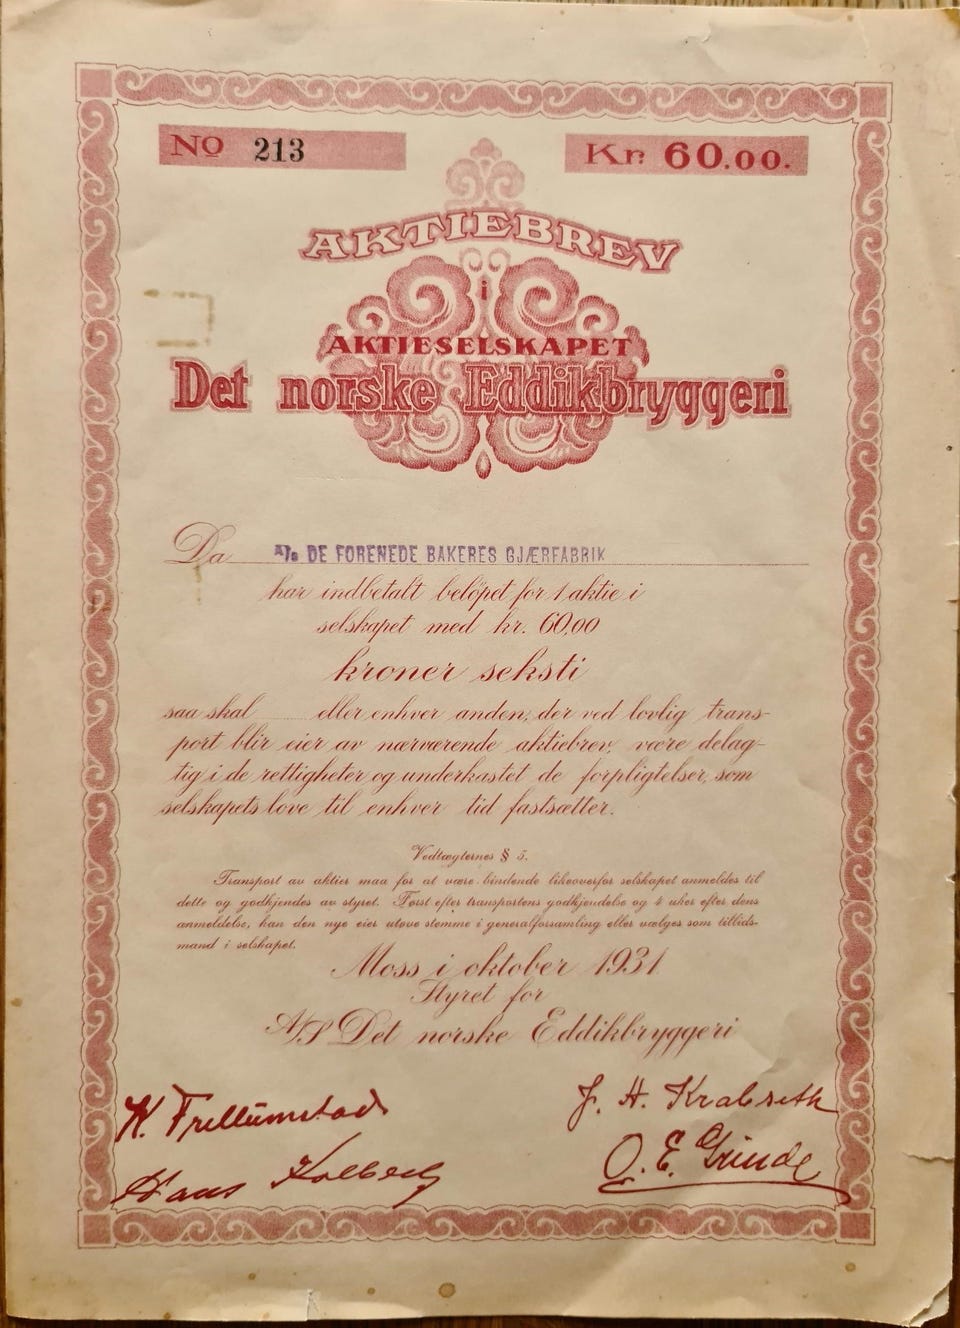 No 213
Kr. 60.00.
AKTIEBREV
i
AKTIESELSKAPET
Det norske Eddikbryggeri
Da A/S DE FORENEDE BAKERES GJÆRFABRIK
har indbetalt beløpet for 1 aktie i
selskapet med kr. 60,00
kroner seksti
saa skal eller enhver anden, der ved lovlig trans-
port blir eier av nærværende aktiebrev, være delag-
tig i de rettigheter og underkastet de forpligtelser, som
selskapets love til enhver tid fastsætter.
Vedtægternes § 5.
Transport av aktier maa for at være bindende likeoverfor selskapet anmeldes til
dette og godkjendes av styret. Først efter transportens godkjendelse og 4 uker efter dens
anmeldelse, kan den nye eier utøve stemme i generalforsamling eller vælges som tillids-
mand i selskapet.
Moss i oktober 1931
Styret for
A/S Det norske Eddikbryggeri
J. H. Krabseth
Hans Kolberg
O. E. Grinde